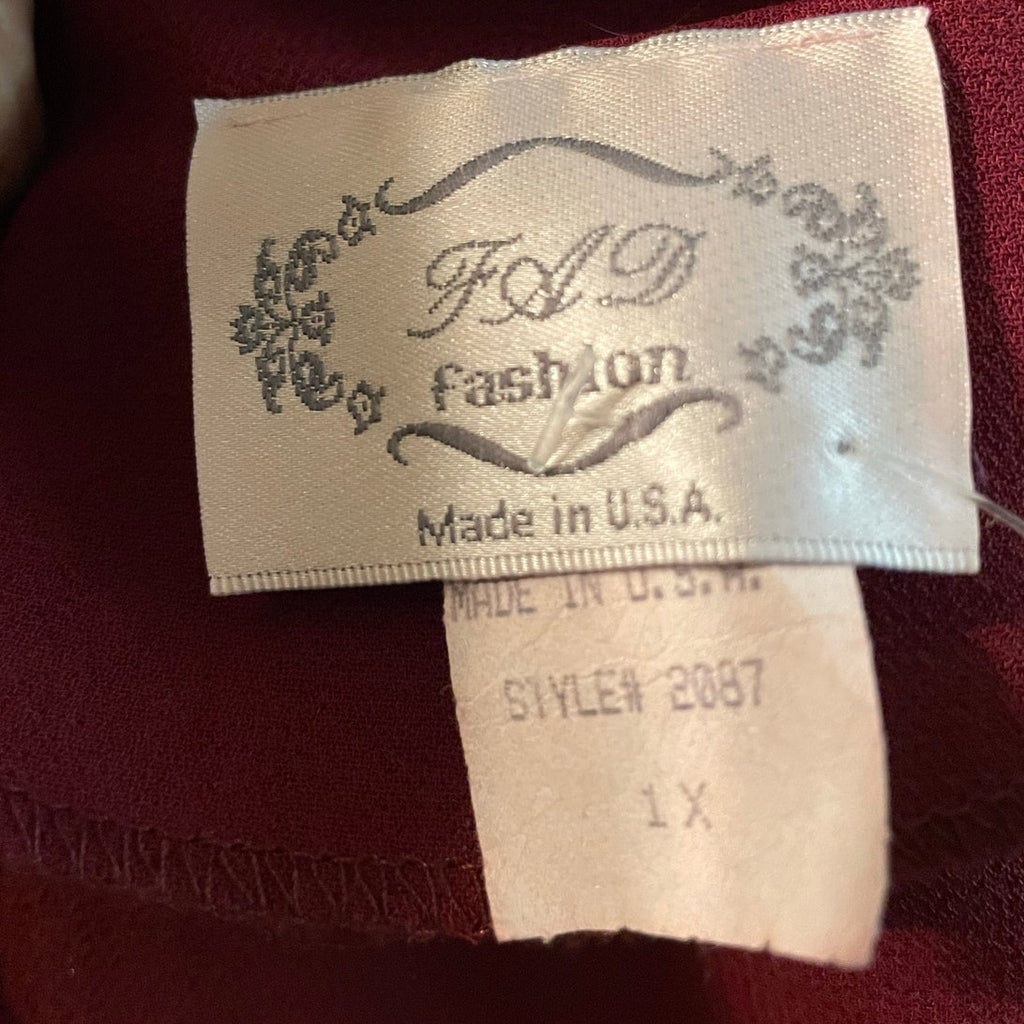 FAD
fashion
Made in U.S.A.
MADE IN U.S.A.
STYLE# 2087
1X